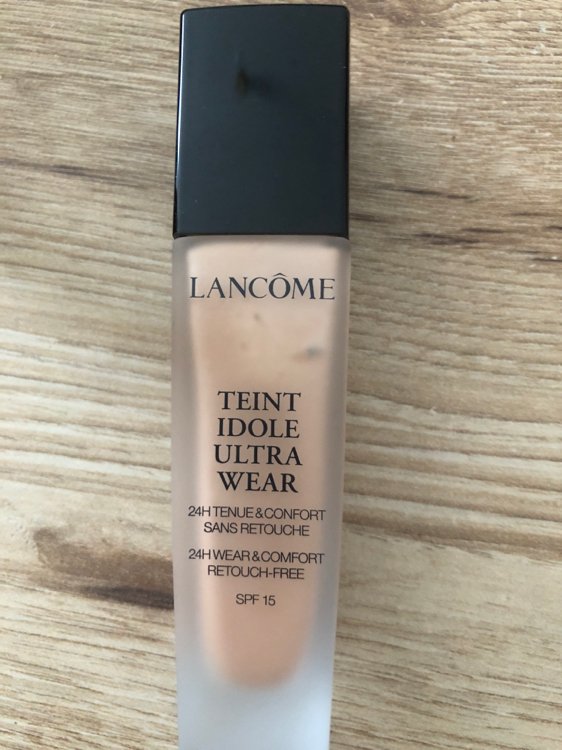 LANCÔME
TEINT
IDOLE
ULTRA
WEAR
24H TENUE & CONFORT
SANS RETOUCHE
24H WEAR & COMFORT
RETOUCH-FREE
SPF 15